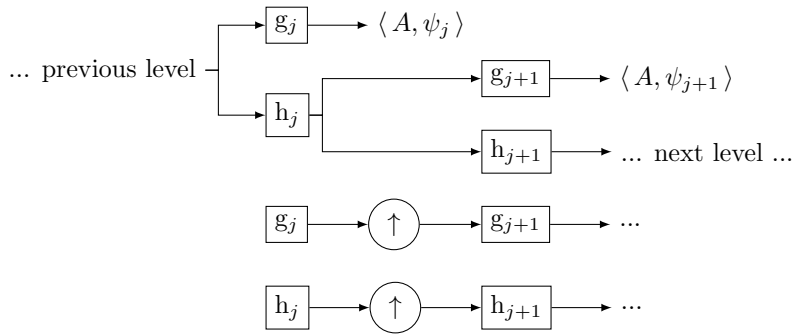 g_j ⟨ A, ψ_j ⟩
... previous level
g_{j+1} ⟨ A, ψ_{j+1} ⟩
h_j
h_{j+1} ... next level ...
g_j ↑ g_{j+1} ...
h_j ↑ h_{j+1} ...